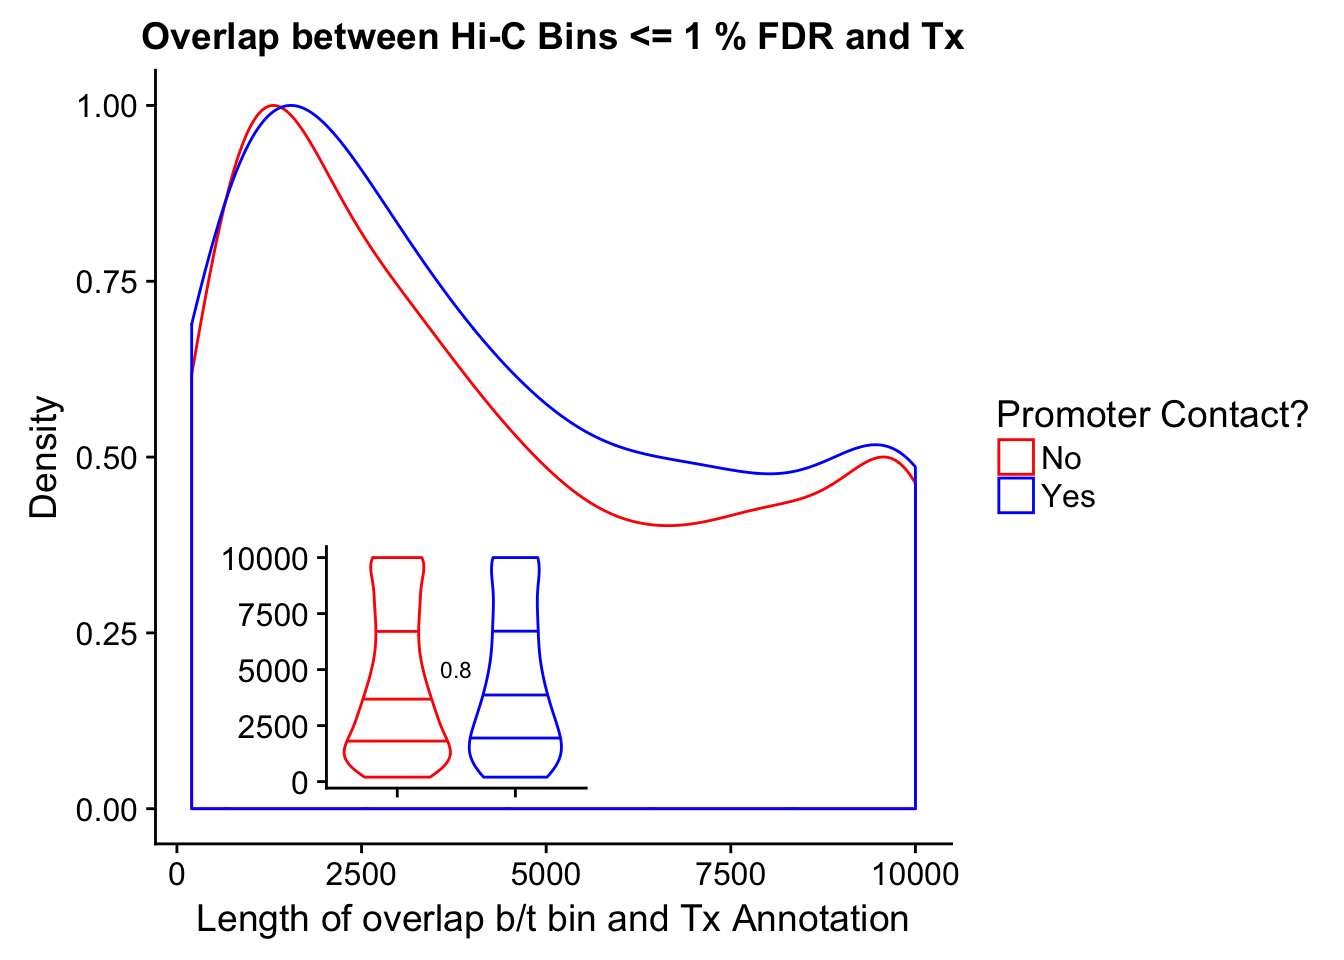 Overlap between Hi-C Bins <= 1 % FDR and Tx
1.00
0.75
0.50
0.25
0.00
Density
10000
7500
5000
2500
0
0.8
0
2500
5000
7500
10000
Length of overlap b/t bin and Tx Annotation
Promoter Contact?
No
Yes